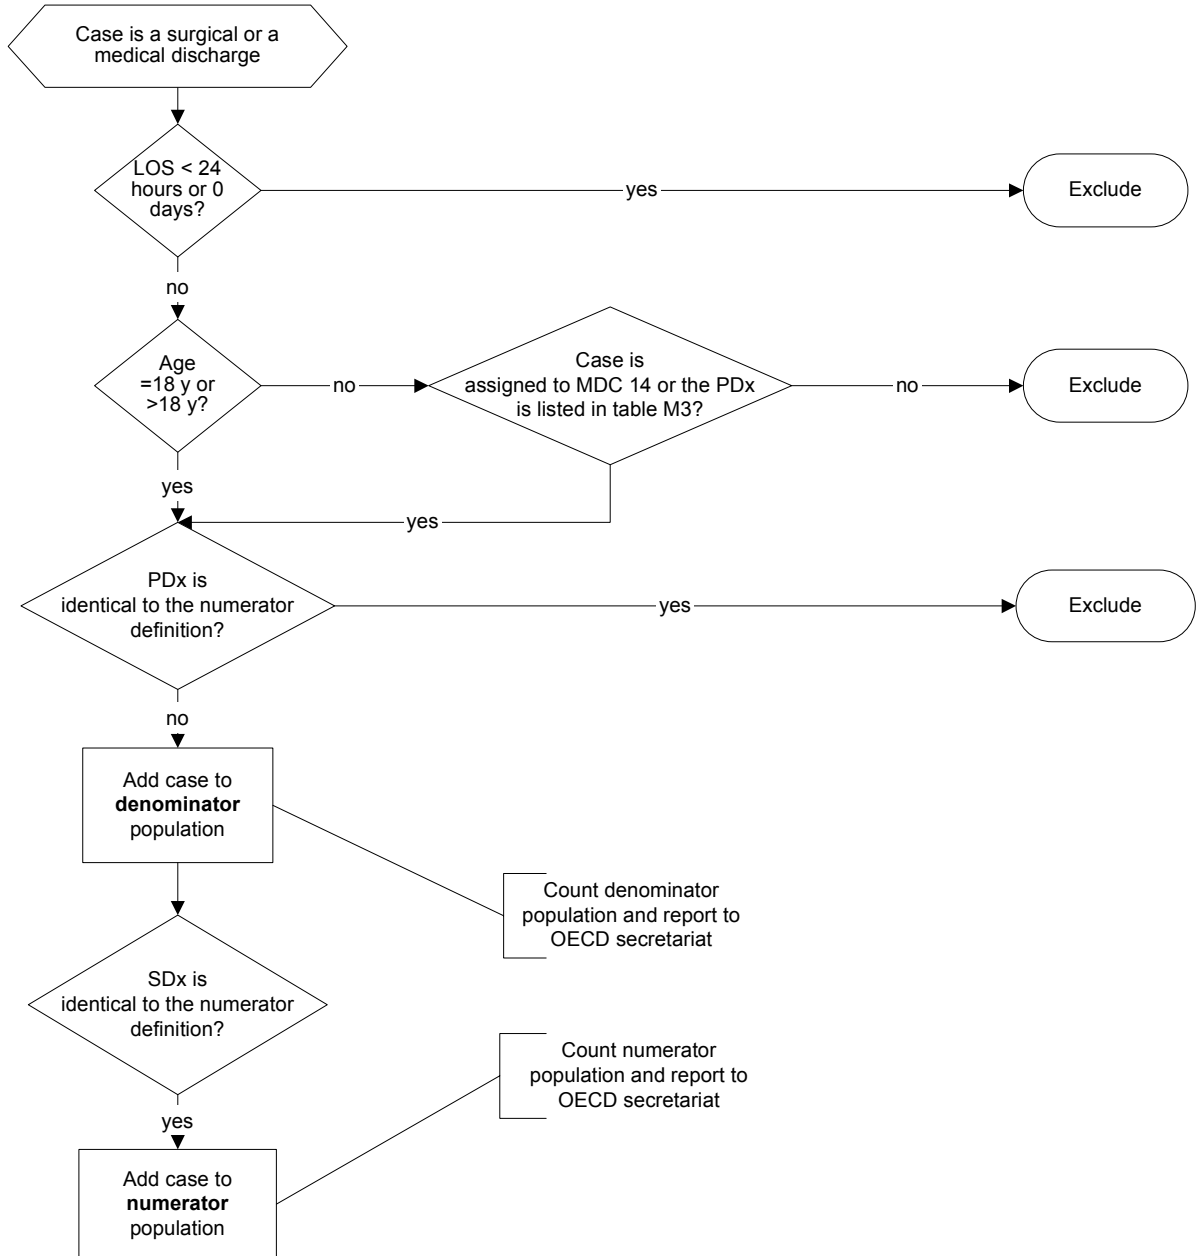 Case is a surgical or a
medical discharge
LOS < 24
hours or 0
days?
yes
Exclude
no
Age
=18 y or
>18 y?
no
Case is
assigned to MDC 14 or the PDx
is listed in table M3?
no
Exclude
yes
yes
PDx is
identical to the numerator
definition?
yes
Exclude
no
Add case to
denominator
population
Count denominator
population and report to
OECD secretariat
SDx is
identical to the numerator
definition?
Count numerator
population and report to
OECD secretariat
yes
Add case to
numerator
population